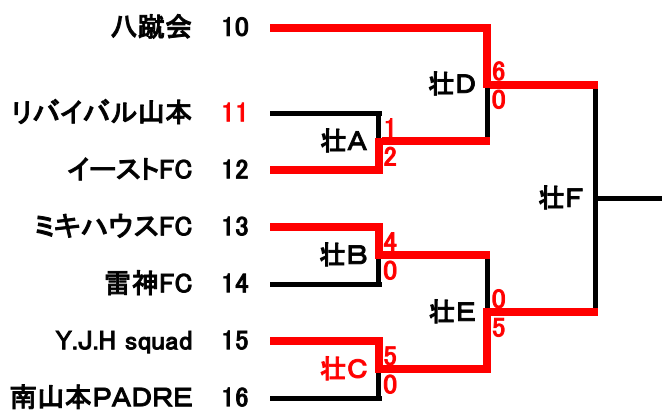 八蹴会 10
6
壮D
0
リバイバル山本 11
1
壮A
2
イーストFC 12
壮F
ミキハウスFC 13
4
壮B
0
雷神FC 14
0
壮E
5
Y.J.H squad 15
5
壮C
0
南山本PADRE 16